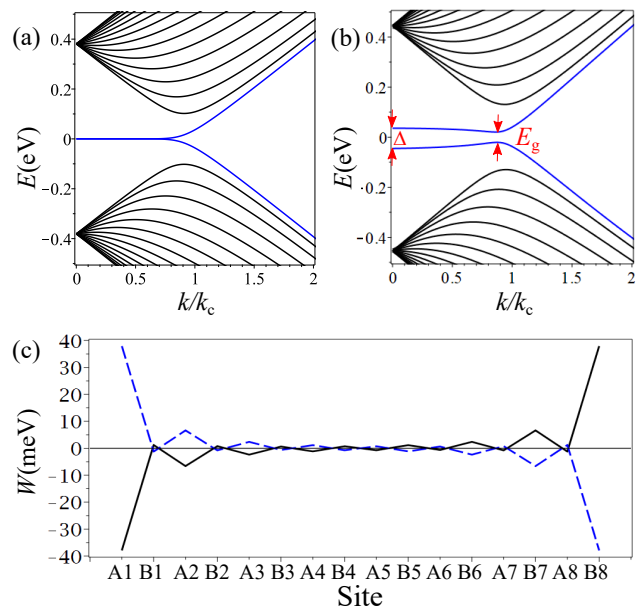 (a)
(b)
0.4
0.2
0
-0.2
-0.4
E(eV)
0
0.5
1
1.5
2
k/kc
0.4
0.2
0
-0.2
-0.4
E(eV)
Δ
Eg
0
0.5
1
1.5
2
k/kc
(c)
40
30
20
10
0
-10
-20
-30
-40
W(meV)
A1 B1 A2 B2 A3 B3 A4 B4 A5 B5 A6 B6 A7 B7 A8 B8
Site